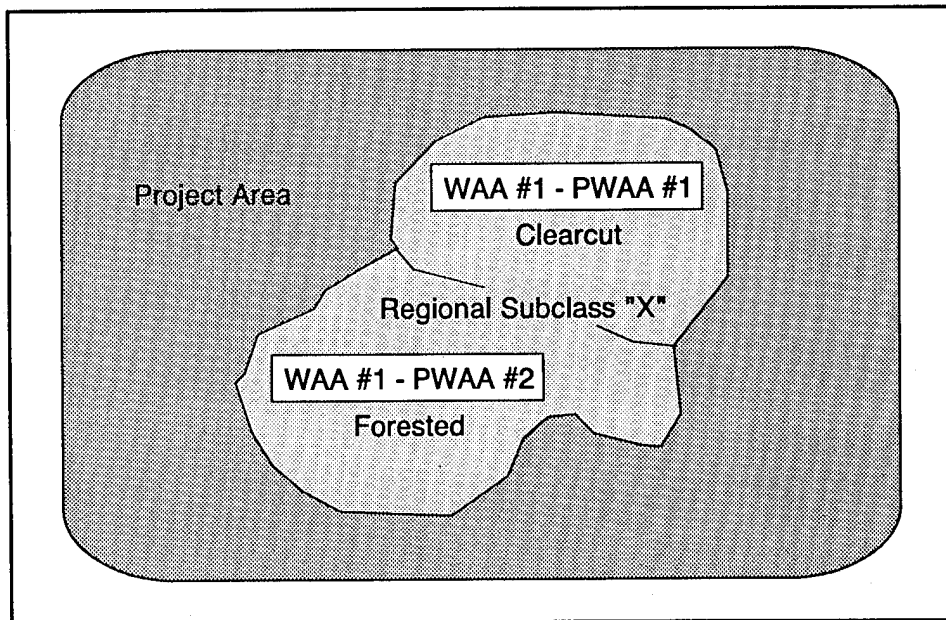 WAA #1 - PWAA #1
Clearcut
Project Area
Regional Subclass "X"
WAA #1 - PWAA #2
Forested